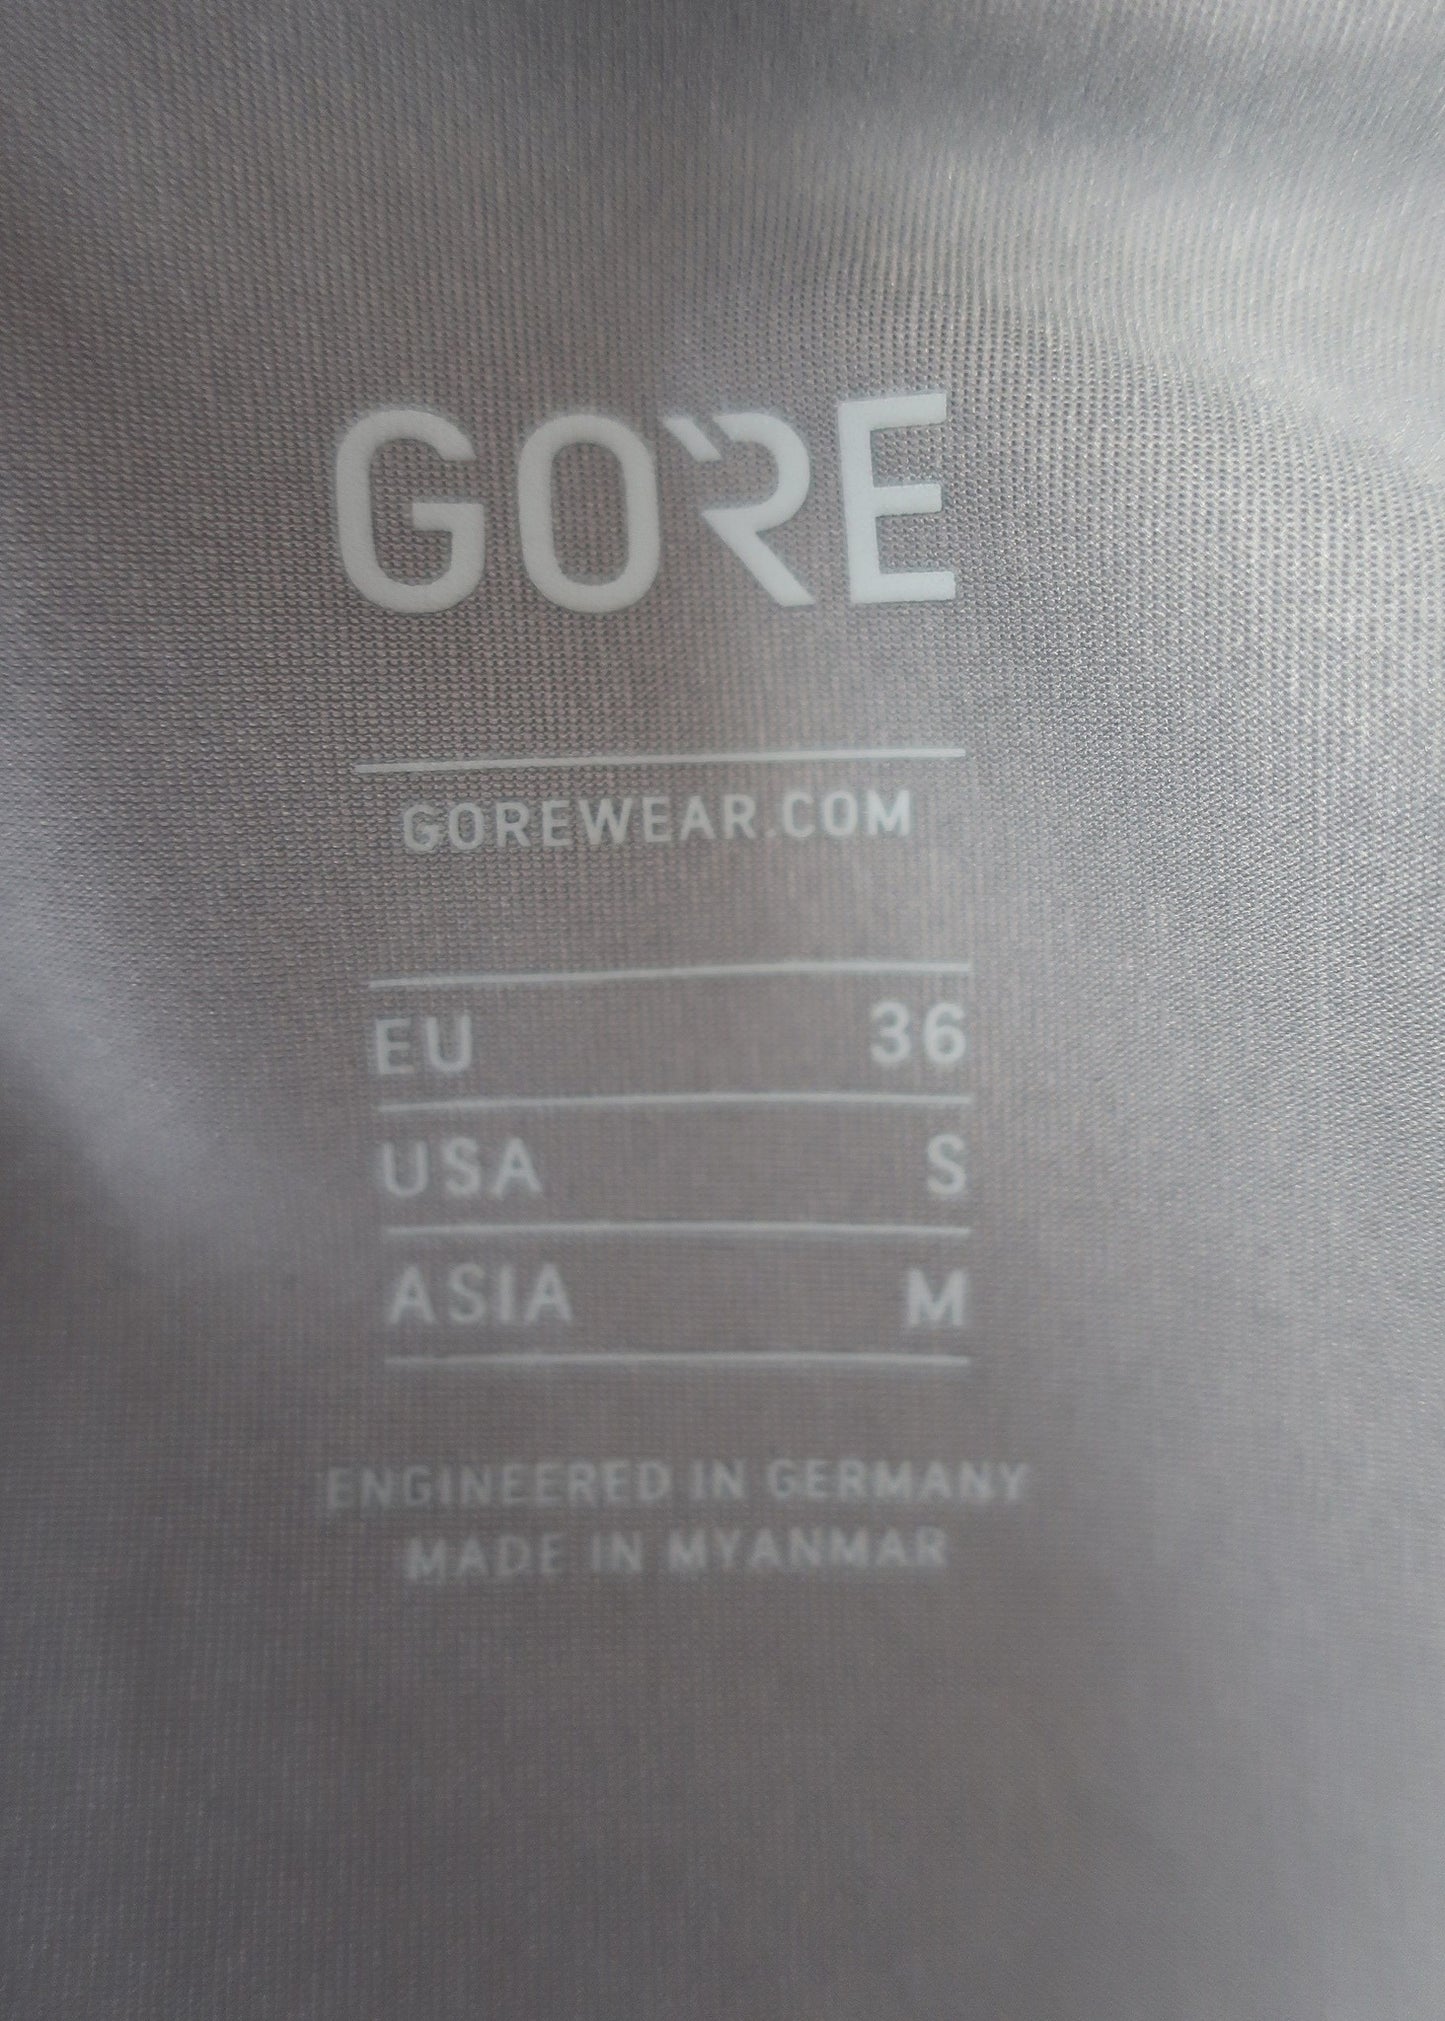 GORE
GOREWEAR.COM
EU 36
USA S
ASIA M
ENGINEERED IN GERMANY
MADE IN MYANMAR